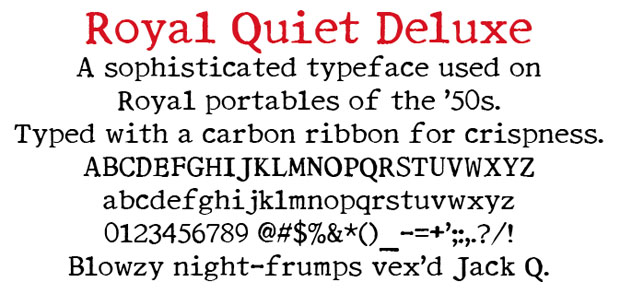 Royal Quiet Deluxe
A sophisticated typeface used on
Royal portables of the ’50s.
Typed with a carbon ribbon for crispness.
ABCDEFGHIJKLMNOPQRSTUVWXYZ
abcdefghijklmnopqrstuvwxyz
0123456789 @#$%&*()_-=+’;:,.?/!
Blowzy night-frumps vex’d Jack Q.